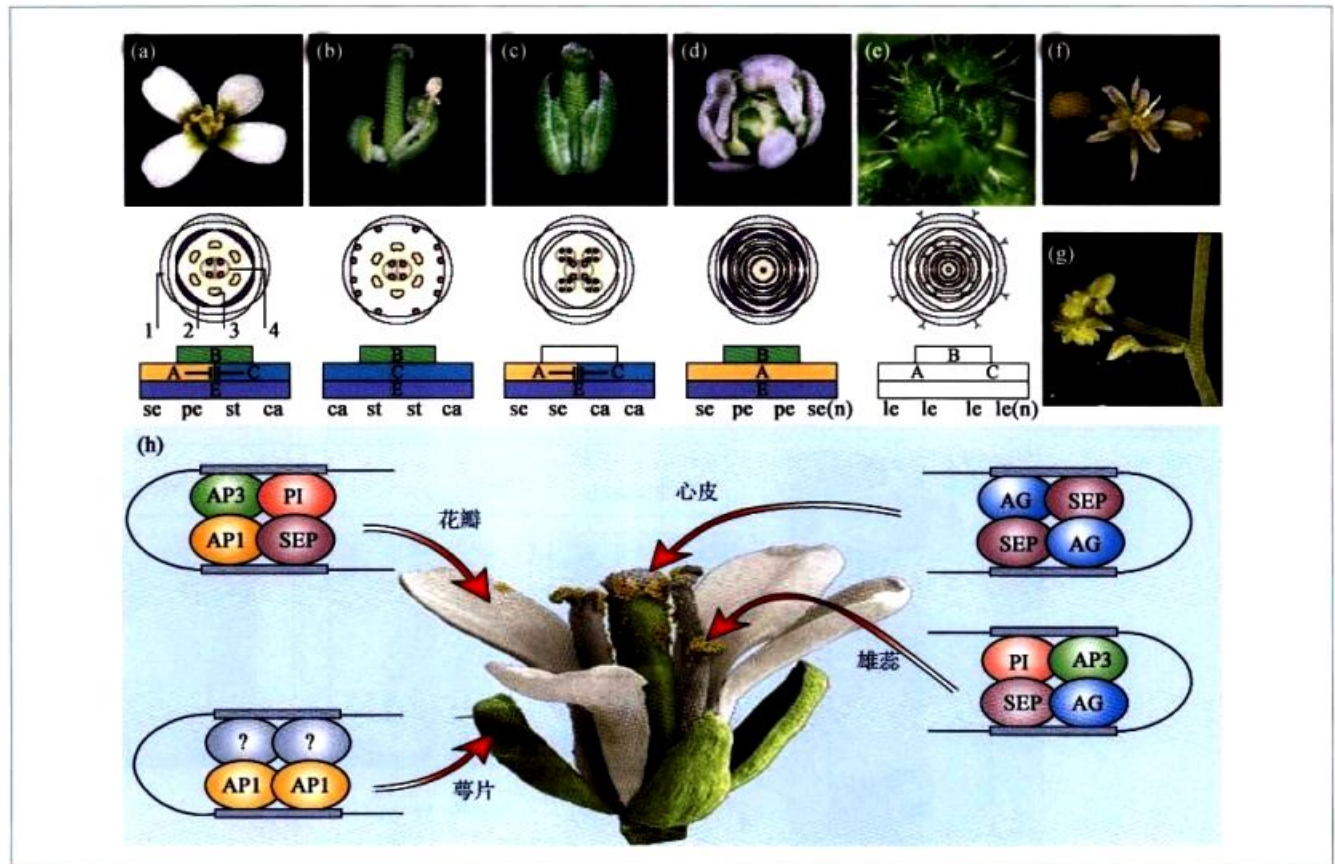 (a) (b) (c) (d) (e) (f)
(g)
1 2 3 4
B B B B
A C C A C A A C
E E E E
se pe st ca ca st st ca se se ca ca se pe pe se(n) le le le le(n)
(h)
AP3 PI
AP1 SEP
花瓣
心皮
AG SEP
SEP AG
雄蕊
PI AP3
SEP AG
? ?
AP1 AP1
萼片